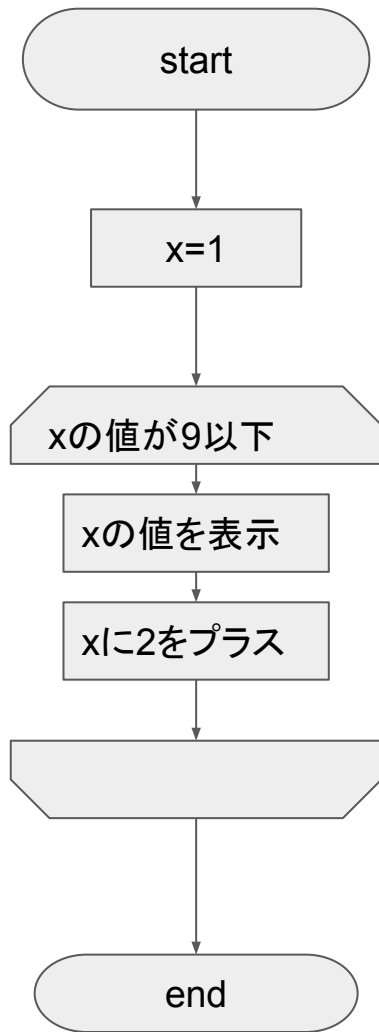 start
x=1
xの値が9以下
xの値を表示
xに2をプラス
end